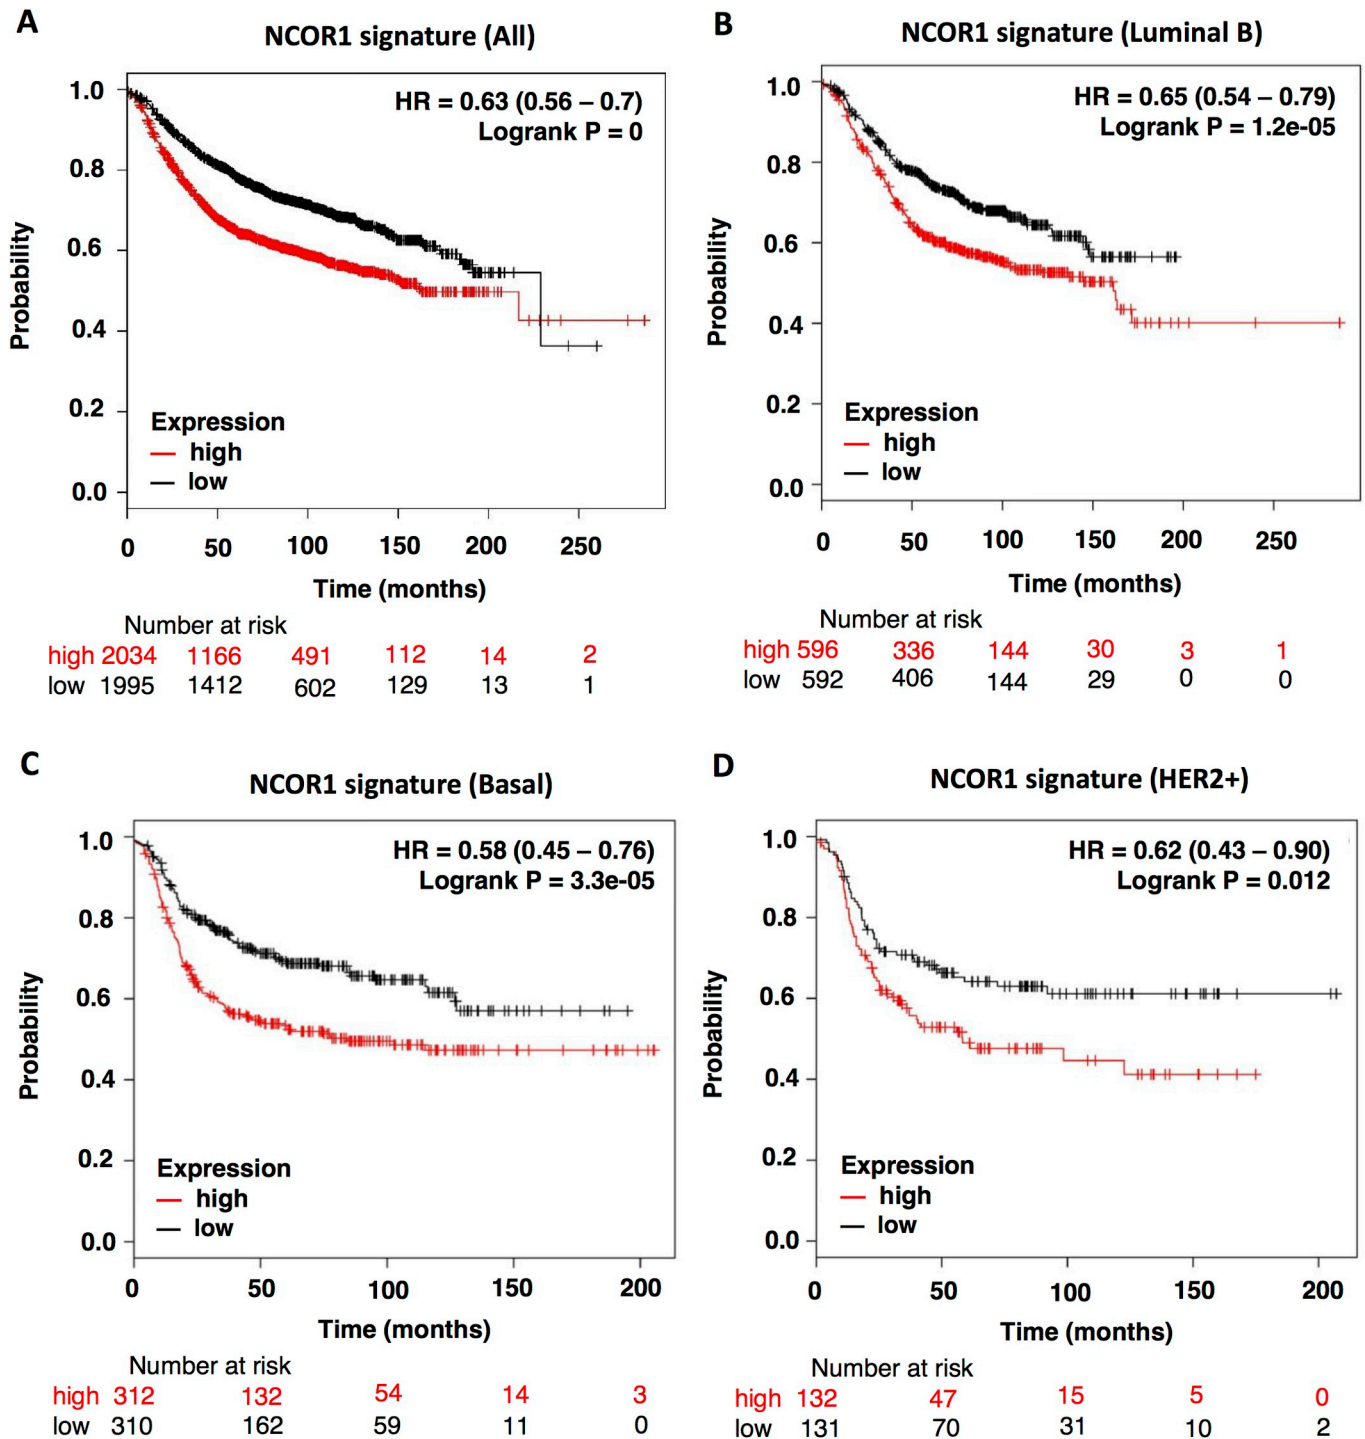 A
NCOR1 signature (All)
HR = 0.63 (0.56 – 0.7)
Logrank P = 0
Probability
1.0
0.8
0.6
0.4
0.2
0.0
Expression
high
low
0 50 100 150 200 250
Time (months)
Number at risk
high 2034 1166 491 112 14 2
low 1995 1412 602 129 13 1
B
NCOR1 signature (Luminal B)
HR = 0.65 (0.54 – 0.79)
Logrank P = 1.2e-05
Probability
1.0
0.8
0.6
0.4
0.2
0.0
Expression
high
low
0 50 100 150 200 250
Time (months)
Number at risk
high 596 336 144 30 3 1
low 592 406 144 29 0 0
C
NCOR1 signature (Basal)
HR = 0.58 (0.45 – 0.76)
Logrank P = 3.3e-05
Probability
1.0
0.8
0.6
0.4
0.2
0.0
Expression
high
low
0 50 100 150 200
Time (months)
Number at risk
high 312 132 54 14 3
low 310 162 59 11 0
D
NCOR1 signature (HER2+)
HR = 0.62 (0.43 – 0.90)
Logrank P = 0.012
Probability
1.0
0.8
0.6
0.4
0.2
0.0
Expression
high
low
0 50 100 150 200
Time (months)
Number at risk
high 132 47 15 5 0
low 131 70 31 10 2